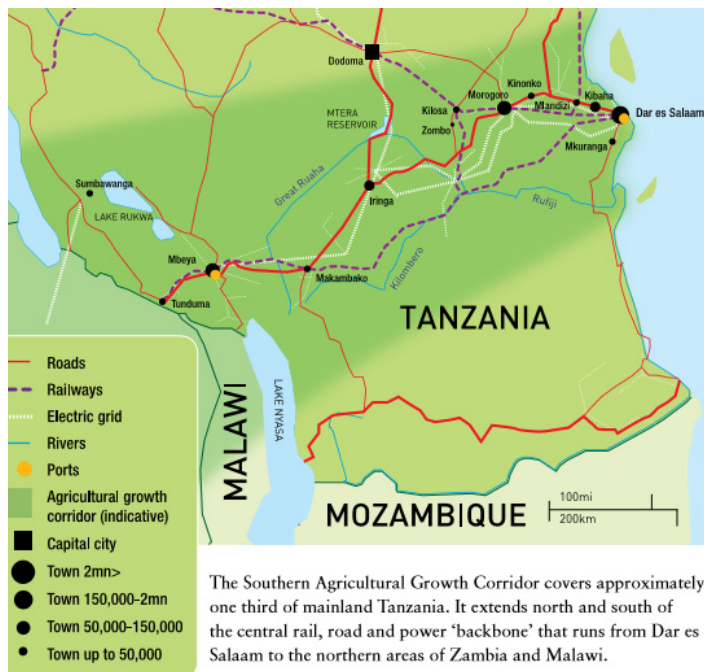 Dodoma
Kinonko
Morogoro
Kibaha
Kilosa
Mlandizi
Dar es Salaam
MTERA
RESERVOIR
Zombo
Mkuranga
Sumbawanga
Great Ruaha
Iringa
Rufiji
LAKE RUKWA
Mbeya
Makambako
Kilombero
Tunduma
TANZANIA
MALAWI
LAKE NYASA
MOZAMBIQUE
100mi
200km
Roads
Railways
Electric grid
Rivers
Ports
Agricultural growth
corridor (indicative)
Capital city
Town 2mn>
Town 150,000-2mn
Town 50,000-150,000
Town up to 50,000
The Southern Agricultural Growth Corridor covers approximately
one third of mainland Tanzania. It extends north and south of
the central rail, road and power ‘backbone’ that runs from Dar es
Salaam to the northern areas of Zambia and Malawi.